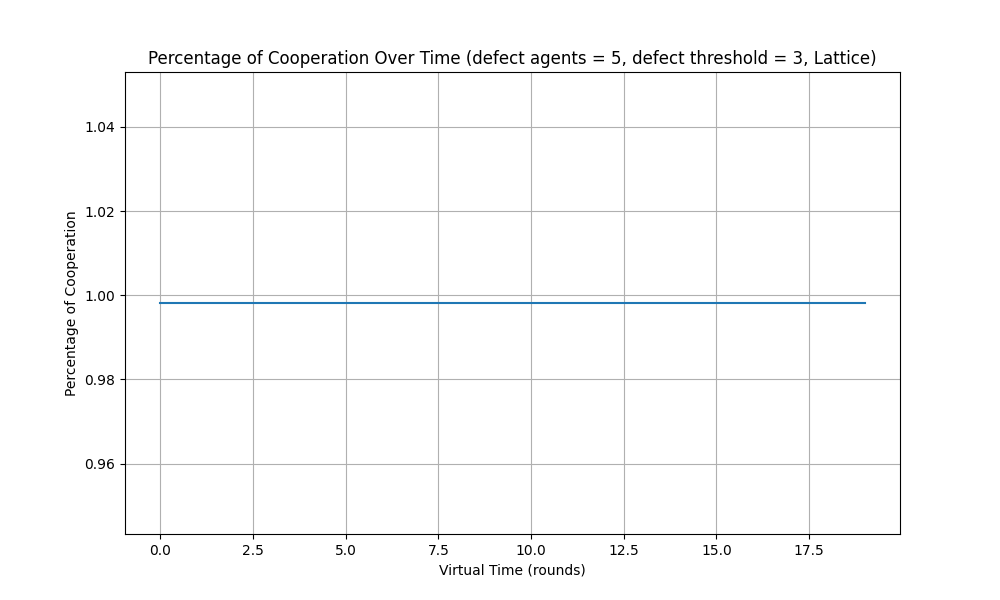 Percentage of Cooperation Over Time (defect agents = 5, defect threshold = 3, Lattice)
1.04
1.02
1.00
0.98
0.96
Percentage of Cooperation
0.0 2.5 5.0 7.5 10.0 12.5 15.0 17.5
Virtual Time (rounds)